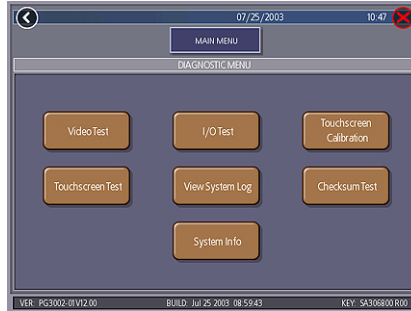 07/25/2003 10:47
MAIN MENU
DIAGNOSTIC MENU
Video Test
I/O Test
Touchscreen
Calibration
Touchscreen Test
View System Log
Checksum Test
System Info
VER: PG3002-01V12.00 BUILD: Jul 25 2003 08:59:43 KEY: SA306800 R00